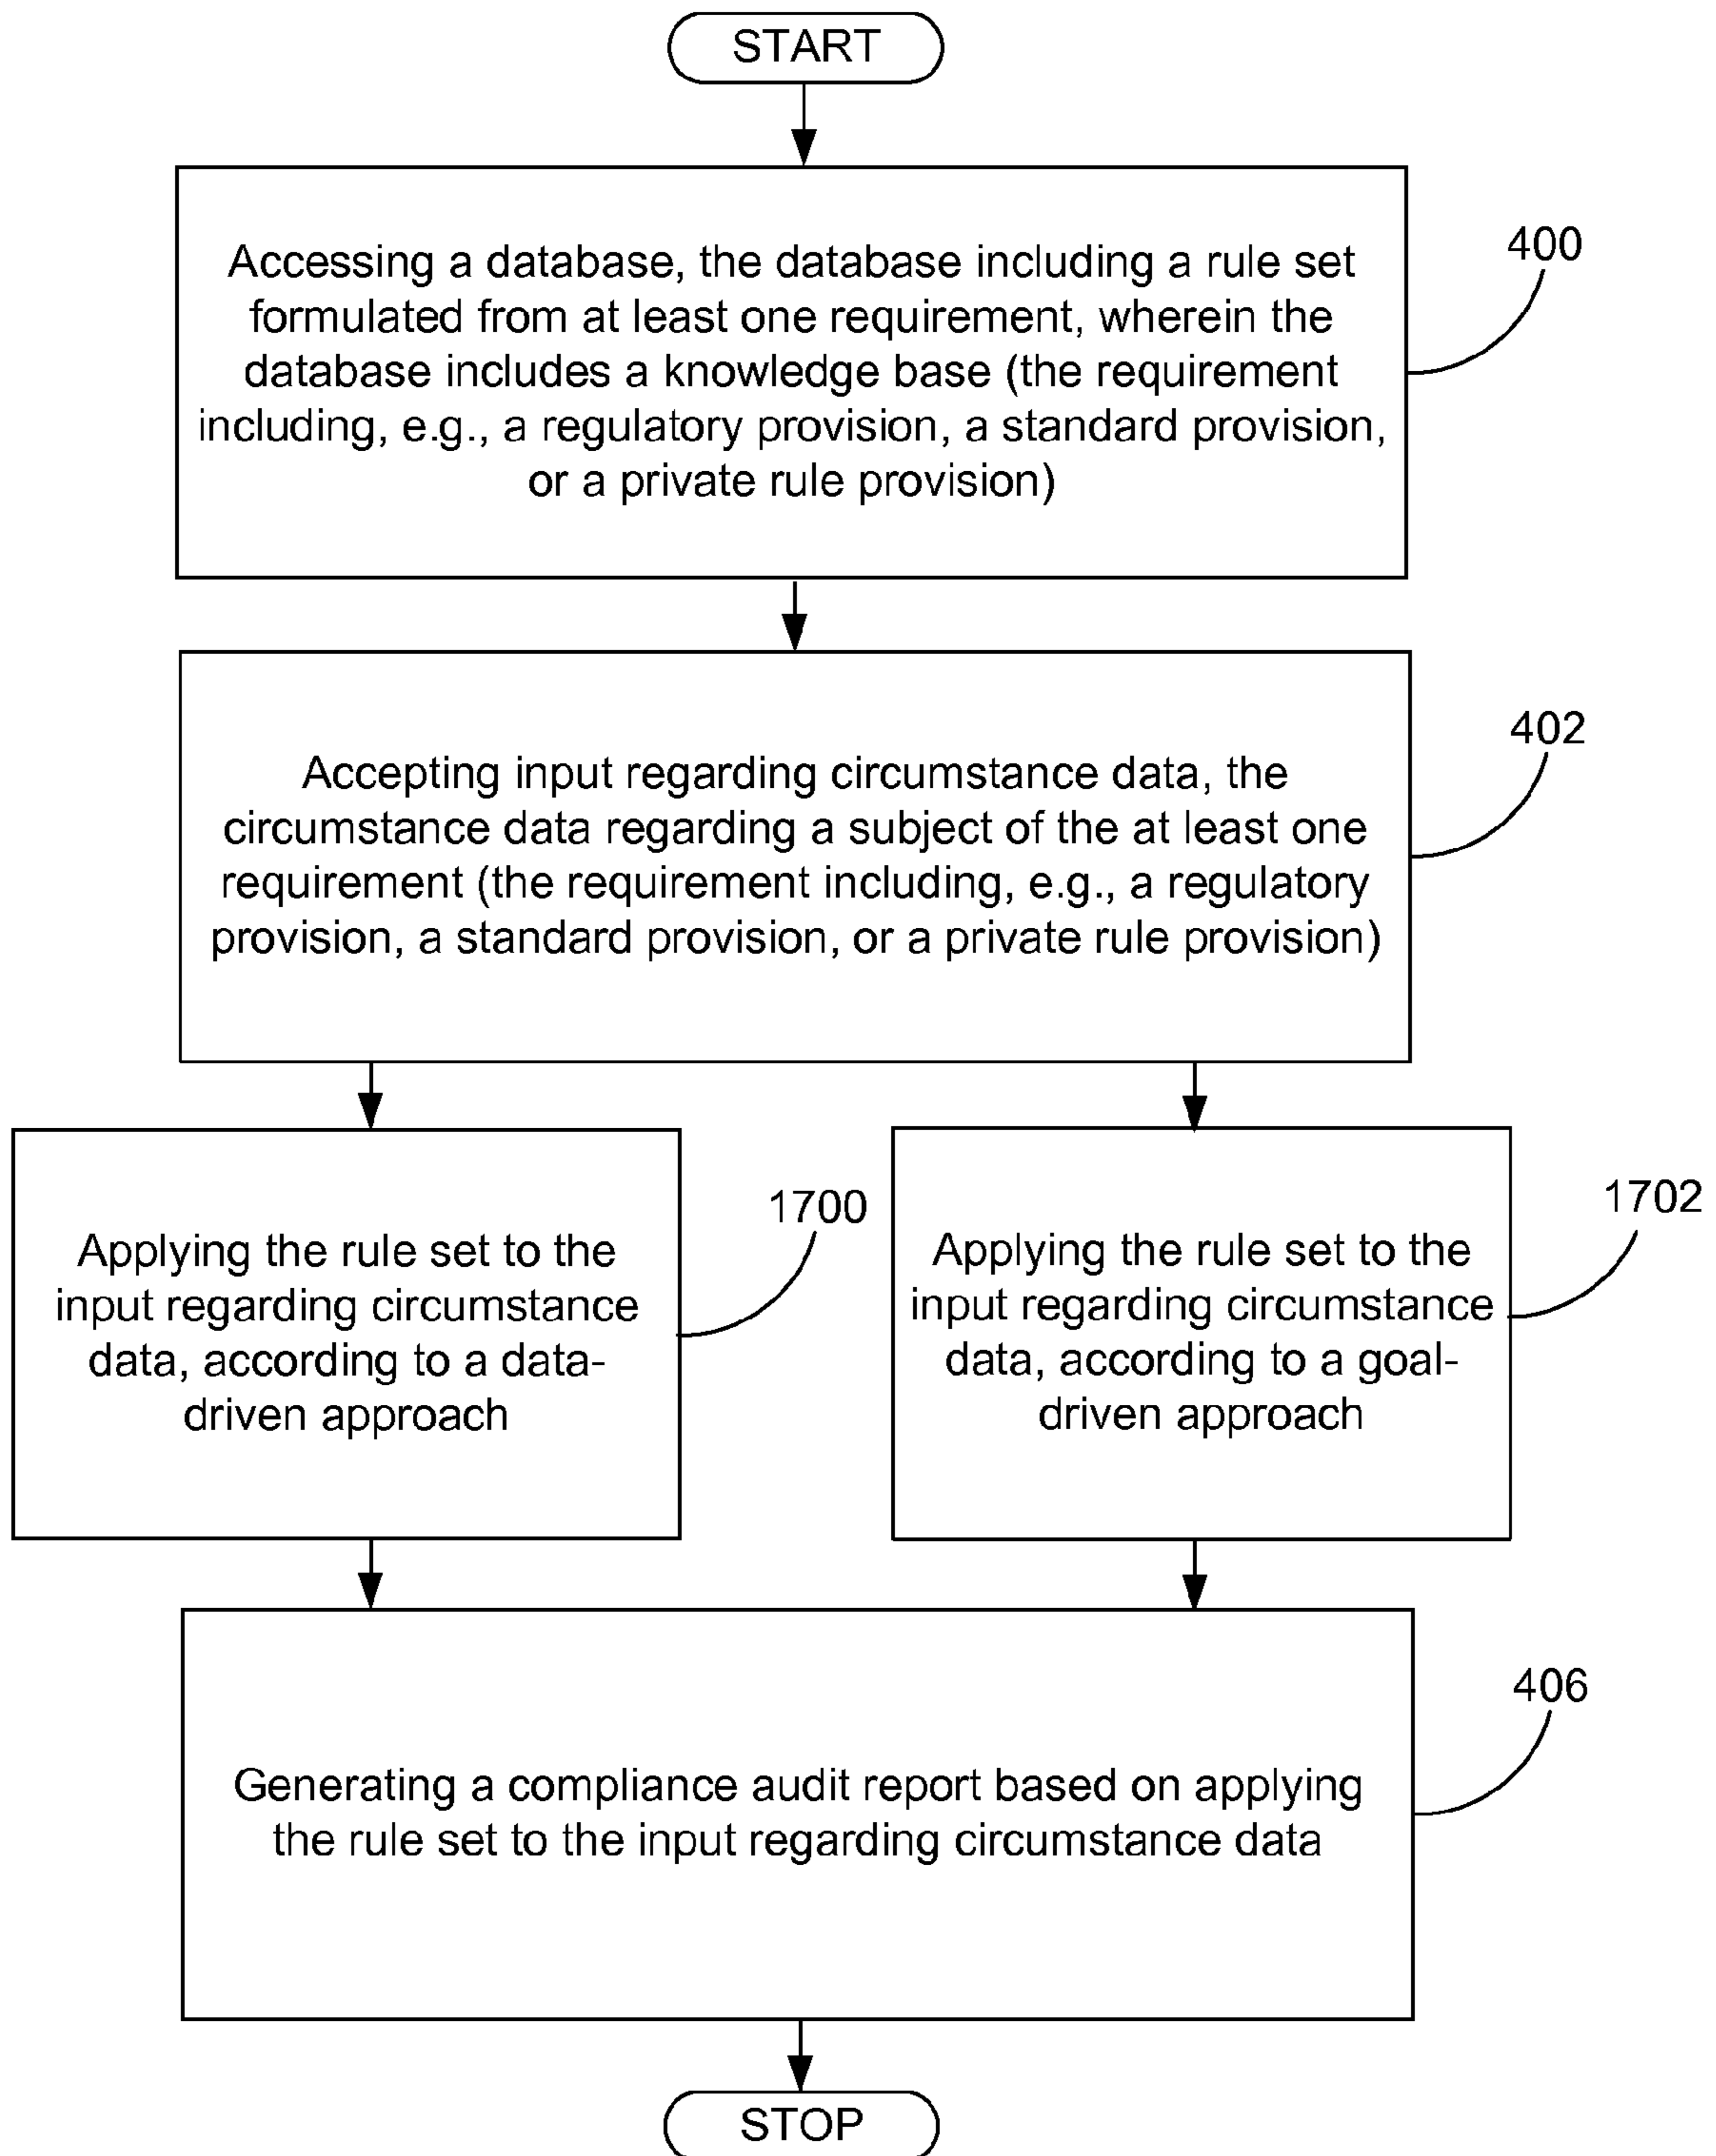 START
Accessing a database, the database including a rule set
formulated from at least one requirement, wherein the
database includes a knowledge base (the requirement
including, e.g., a regulatory provision, a standard provision,
or a private rule provision)
400
Accepting input regarding circumstance data, the
circumstance data regarding a subject of the at least one
requirement (the requirement including, e.g., a regulatory
provision, a standard provision, or a private rule provision)
402
Applying the rule set to the
input regarding circumstance
data, according to a data-
driven approach
1700
Applying the rule set to the
input regarding circumstance
data, according to a goal-
driven approach
1702
Generating a compliance audit report based on applying
the rule set to the input regarding circumstance data
406
STOP